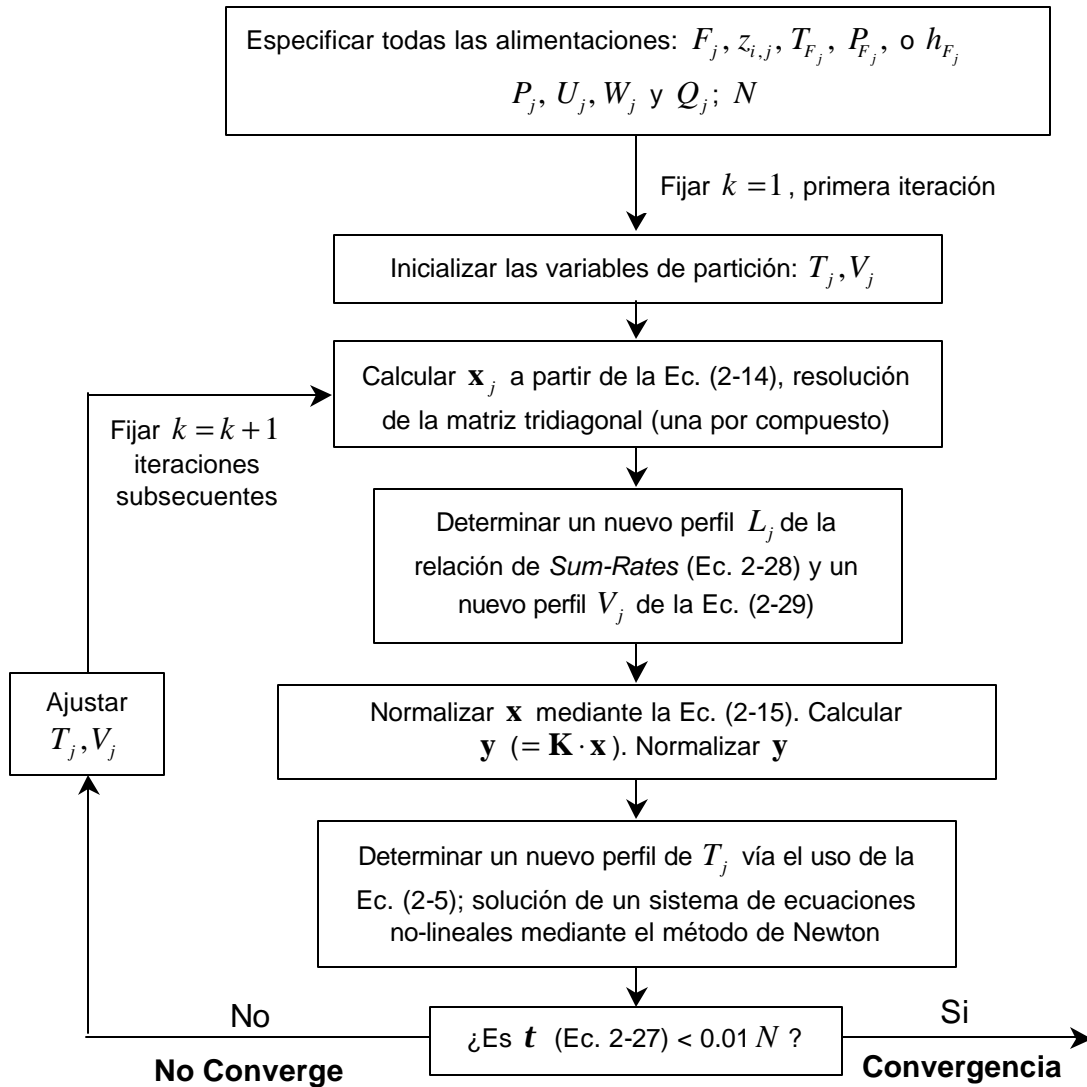 Especificar todas las alimentaciones: F_j, z_{i,j}, T_{F_j}, P_{F_j}, o h_{F_j}
P_j, U_j, W_j y Q_j; N
Fijar k = 1, primera iteración
Inicializar las variables de partición: T_j, V_j
Calcular x_j a partir de la Ec. (2-14), resolución
de la matriz tridiagonal (una por compuesto)
Fijar k = k + 1
iteraciones
subsecuentes
Determinar un nuevo perfil L_j de la
relación de Sum-Rates (Ec. 2-28) y un
nuevo perfil V_j de la Ec. (2-29)
Ajustar
T_j, V_j
Normalizar x mediante la Ec. (2-15). Calcular
y (= K · x). Normalizar y
Determinar un nuevo perfil de T_j vía el uso de la
Ec. (2-5); solución de un sistema de ecuaciones
no-lineales mediante el método de Newton
No
¿Es t (Ec. 2-27) < 0.01 N ?
Si
No Converge
Convergencia